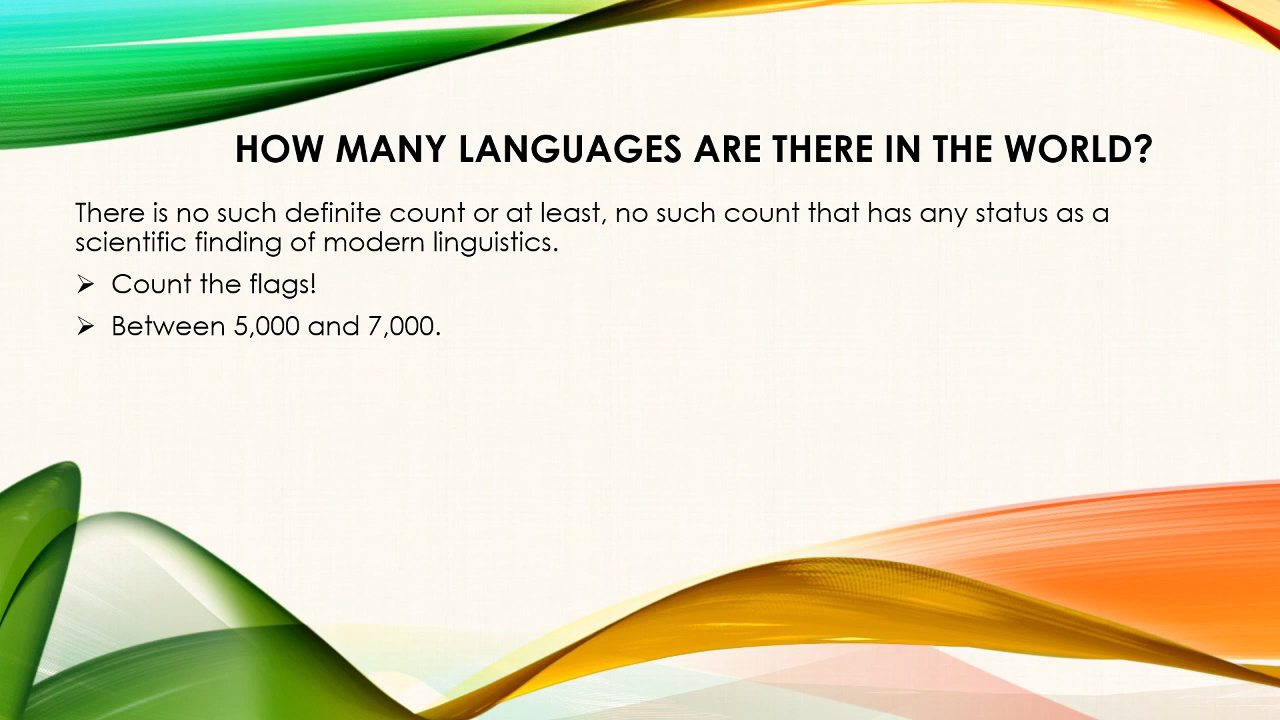 HOW MANY LANGUAGES ARE THERE IN THE WORLD?
There is no such definite count or at least, no such count that has any status as a
scientific finding of modern linguistics.
➢ Count the flags!
➢ Between 5,000 and 7,000.